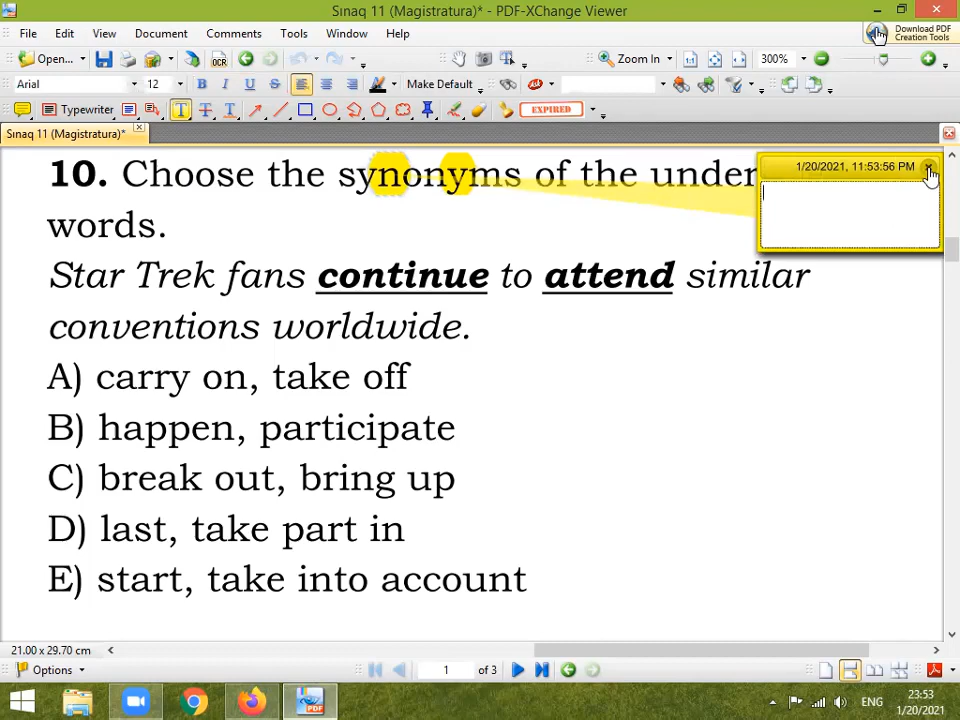 Sınaq 11 (Magistratura)* - PDF-XChange Viewer
File Edit View Document Comments Tools Window Help
Download PDF
Creation Tools
Open... OCR Zoom In 300%
Arial 12 B I U Make Default
Typewriter EXPIRED
Sınaq 11 (Magistratura)*
1/20/2021, 11:53:56 PM
10. Choose the synonyms of the under
words.
Star Trek fans continue to attend similar
conventions worldwide.
A) carry on, take off
B) happen, participate
C) break out, bring up
D) last, take part in
E) start, take into account
21.00 x 29.70 cm
Options 1 of 3
ENG
23:53
1/20/2021